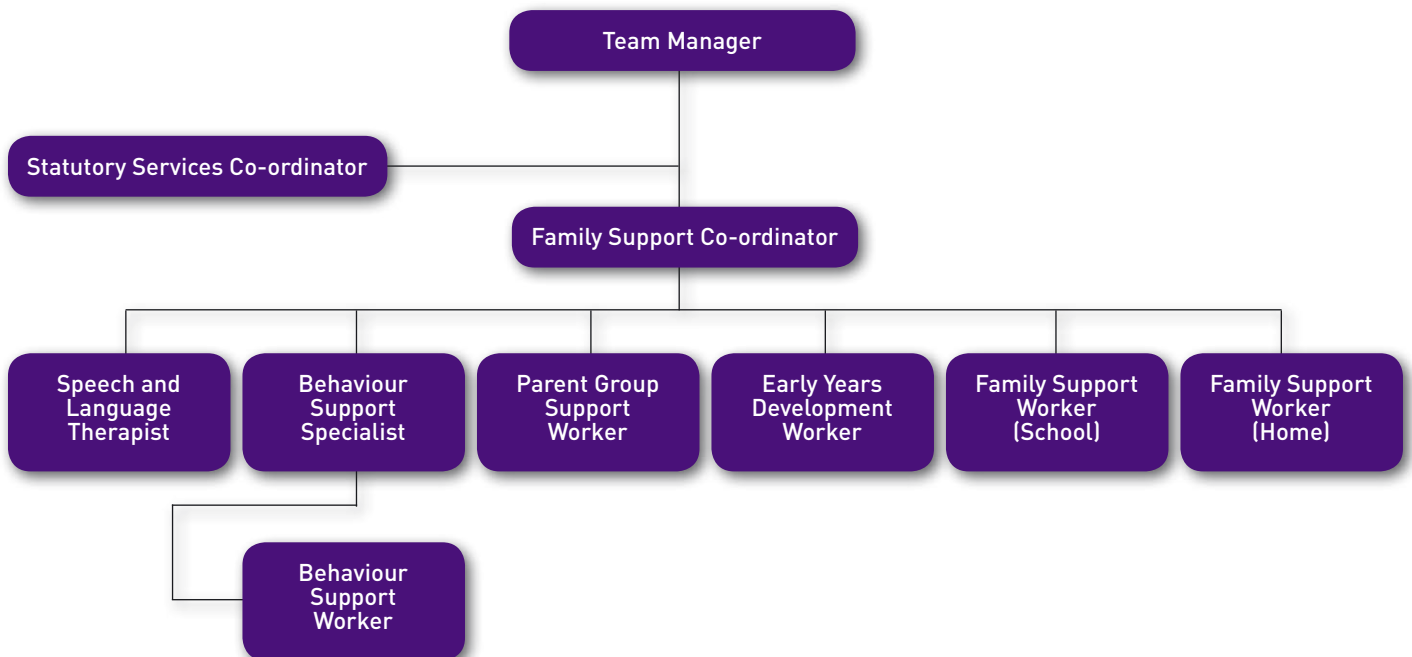 Team Manager
Statutory Services Co-ordinator
Family Support Co-ordinator
Speech and
Language
Therapist
Behaviour
Support
Specialist
Parent Group
Support
Worker
Early Years
Development
Worker
Family Support
Worker
(School)
Family Support
Worker
(Home)
Behaviour
Support
Worker